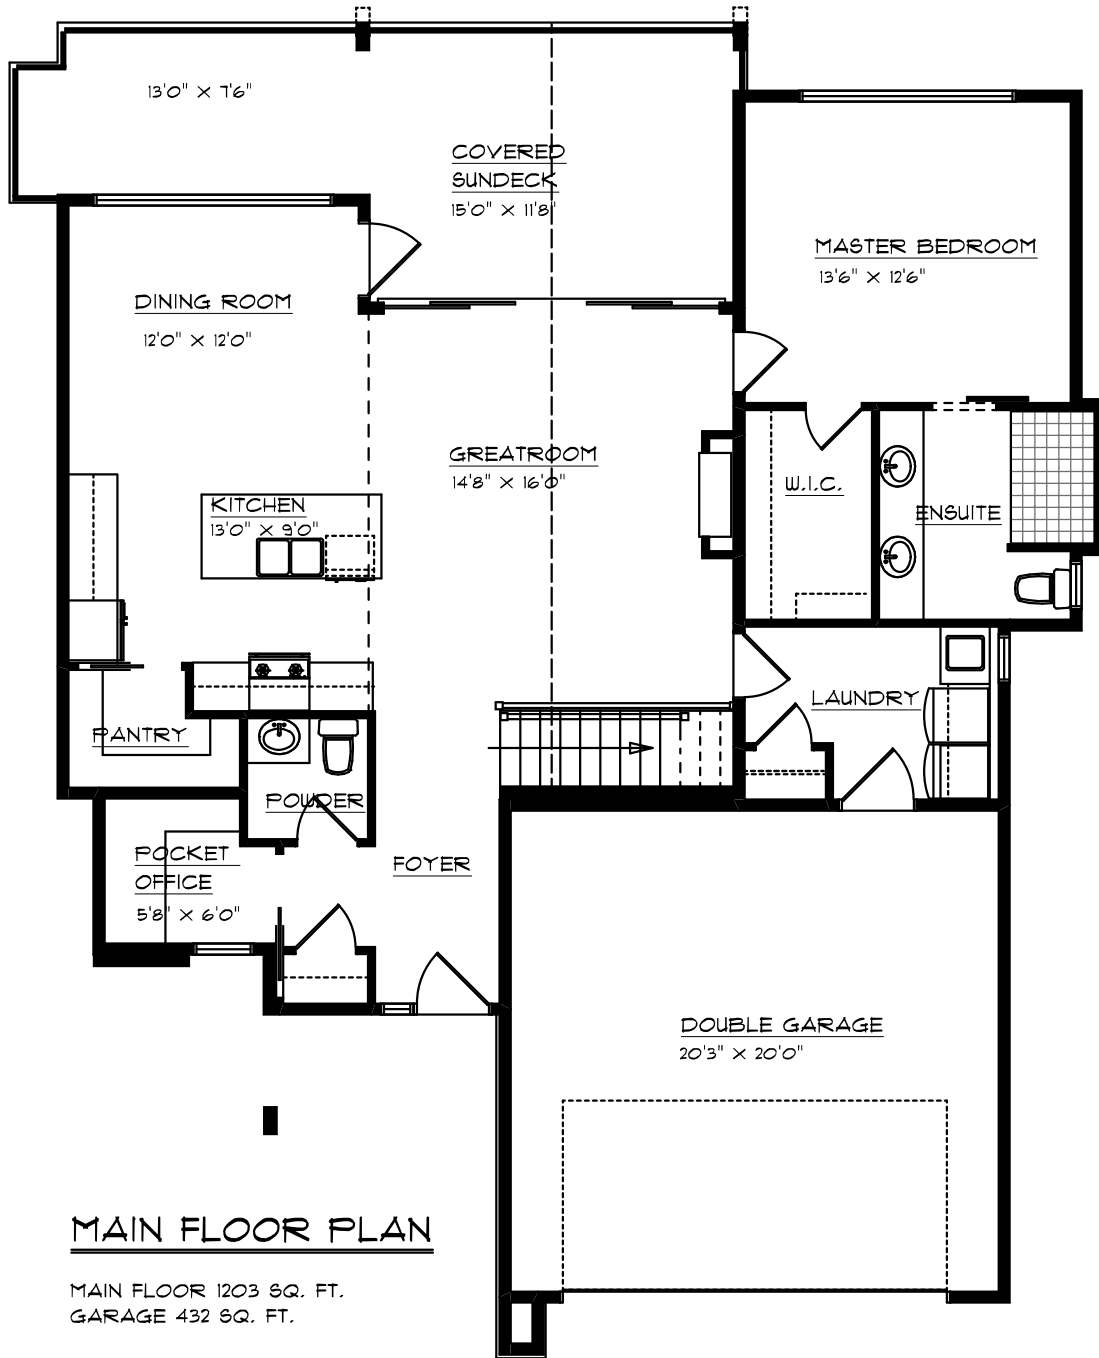 13'0" X 7'6"
COVERED
SUNDECK
15'0" X 11'8"
MASTER BEDROOM
13'6" X 12'6"
DINING ROOM
12'0" X 12'0"
GREATROOM
14'8" X 16'0"
W.I.C.
KITCHEN
13'0" X 9'0"
ENSUITE
LAUNDRY
PANTRY
POWDER
POCKET
OFFICE
5'8" X 6'0"
FOYER
DOUBLE GARAGE
20'3" X 20'0"
MAIN FLOOR PLAN
MAIN FLOOR 1203 SQ. FT.
GARAGE 432 SQ. FT.